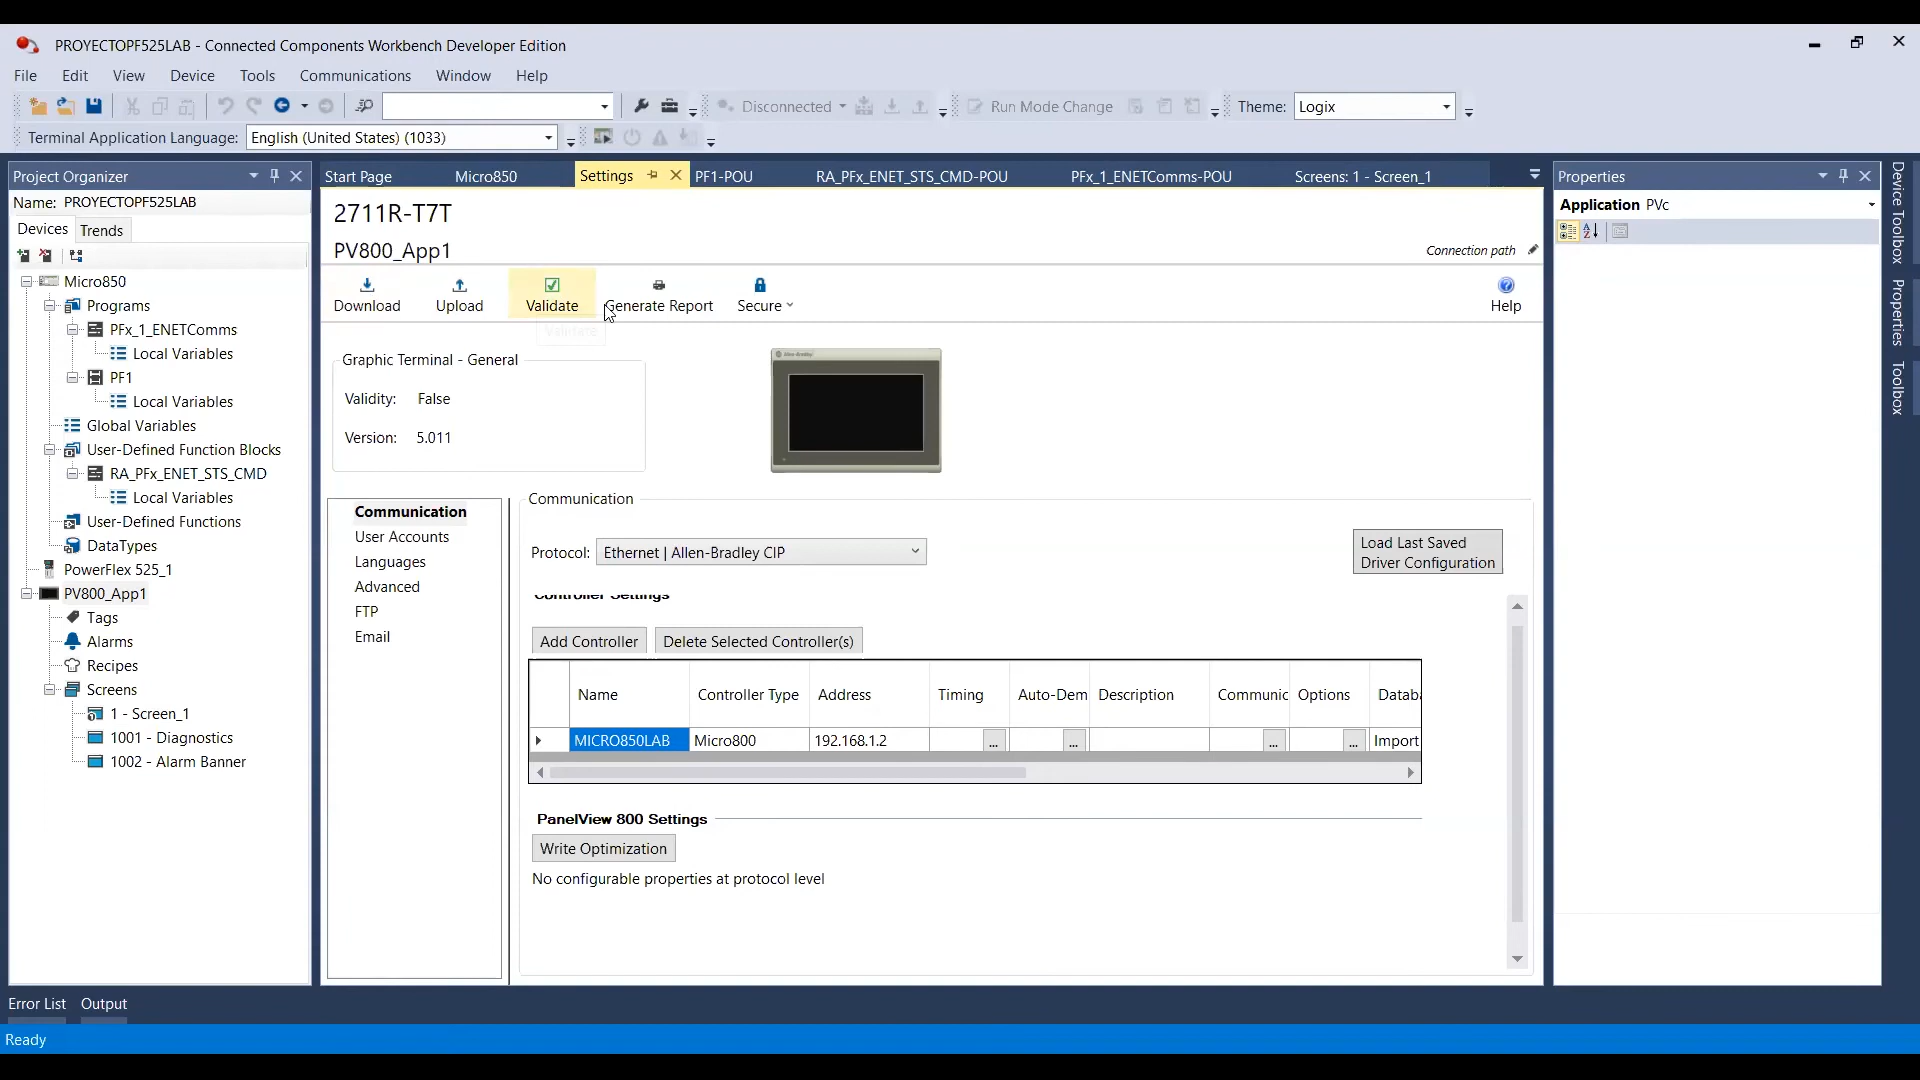 PROYECTOPF525LAB - Connected Components Workbench Developer Edition
File Edit View Device Tools Communications Window Help
Disconnected Run Mode Change Theme: Logix
Terminal Application Language: English (United States) (1033)
Project Organizer
Name: PROYECTOPF525LAB
Devices Trends
Micro850
Programs
PFx_1_ENETComms
Local Variables
PF1
Local Variables
Global Variables
User-Defined Function Blocks
RA_PFx_ENET_STS_CMD
Local Variables
User-Defined Functions
DataTypes
PowerFlex 525_1
PV800_App1
Tags
Alarms
Recipes
Screens
1 - Screen_1
1001 - Diagnostics
1002 - Alarm Banner
Start Page Micro850 Settings PF1-POU RA_PFx_ENET_STS_CMD-POU PFx_1_ENETComms-POU Screens: 1 - Screen_1
2711R-T7T
PV800_App1
Connection path
Download Upload Validate Generate Report Secure Help
Validate
Graphic Terminal - General
Validity: False
Version: 5.011
Communication
User Accounts
Languages
Advanced
FTP
Email
Communication
Protocol: Ethernet | Allen-Bradley CIP
Load Last Saved
Driver Configuration
Controller Settings
Add Controller Delete Selected Controller(s)
Name Controller Type Address Timing Auto-Dem Description Communic Options Datab
MICRO850LAB Micro800 192.168.1.2 ... ... ... ... Import
PanelView 800 Settings
Write Optimization
No configurable properties at protocol level
Properties
Application PVc
Device Toolbox
Properties
Toolbox
Error List Output
Ready